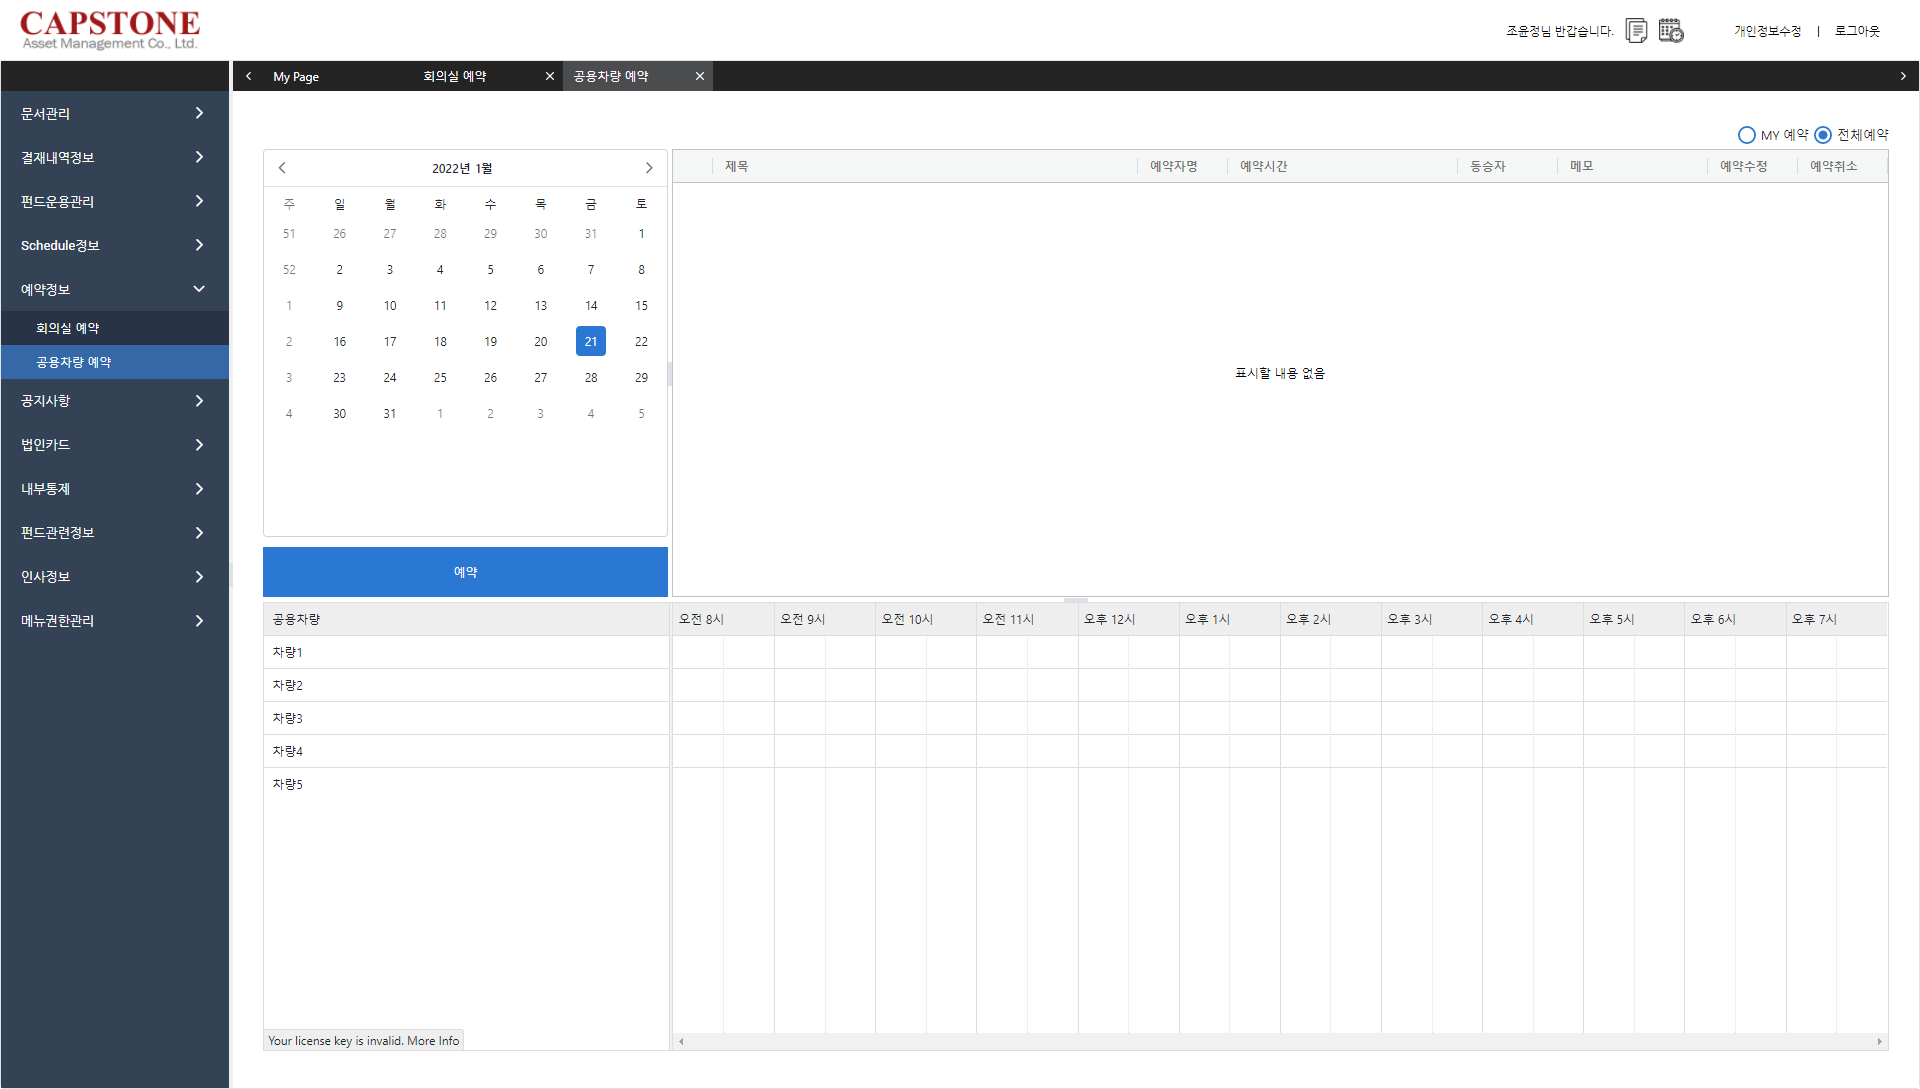 CAPSTONE
Asset Management Co., Ltd.
조윤정님 반갑습니다.
개인정보수정 | 로그아웃
My Page
회의실 예약
공용차량 예약
문서관리
결재내역정보
펀드운용관리
Schedule정보
예약정보
회의실 예약
공용차량 예약
공지사항
법인카드
내부통제
펀드관련정보
인사정보
메뉴권한관리
MY 예약 전체예약
2022년 1월
주 일 월 화 수 목 금 토
51 26 27 28 29 30 31 1
52 2 3 4 5 6 7 8
1 9 10 11 12 13 14 15
2 16 17 18 19 20 21 22
3 23 24 25 26 27 28 29
4 30 31 1 2 3 4 5
예약
제목 예약자명 예약시간 동승자 메모 예약수정 예약취소
표시할 내용 없음
공용차량 오전 8시 오전 9시 오전 10시 오전 11시 오후 12시 오후 1시 오후 2시 오후 3시 오후 4시 오후 5시 오후 6시 오후 7시
차량1
차량2
차량3
차량4
차량5
Your license key is invalid. More Info